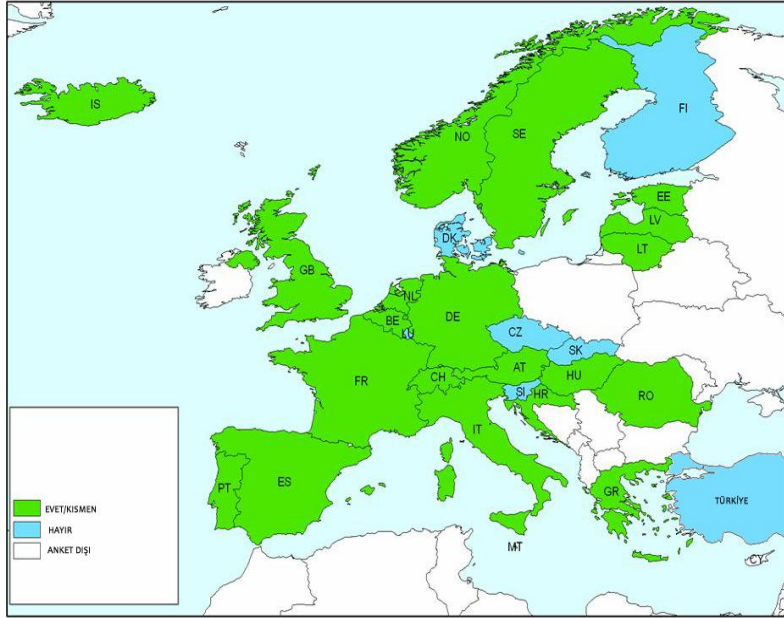 IS
NO
SE
FI
EE
LV
LT
DK
GB
NL
BE
DE
KU
CZ
SK
FR
CH
AT
HU
SI
HR
RO
IT
PT
ES
GR
TÜRKİYE
MT
CY
EVET/KISMEN
HAYIR
ANKET DIŞI